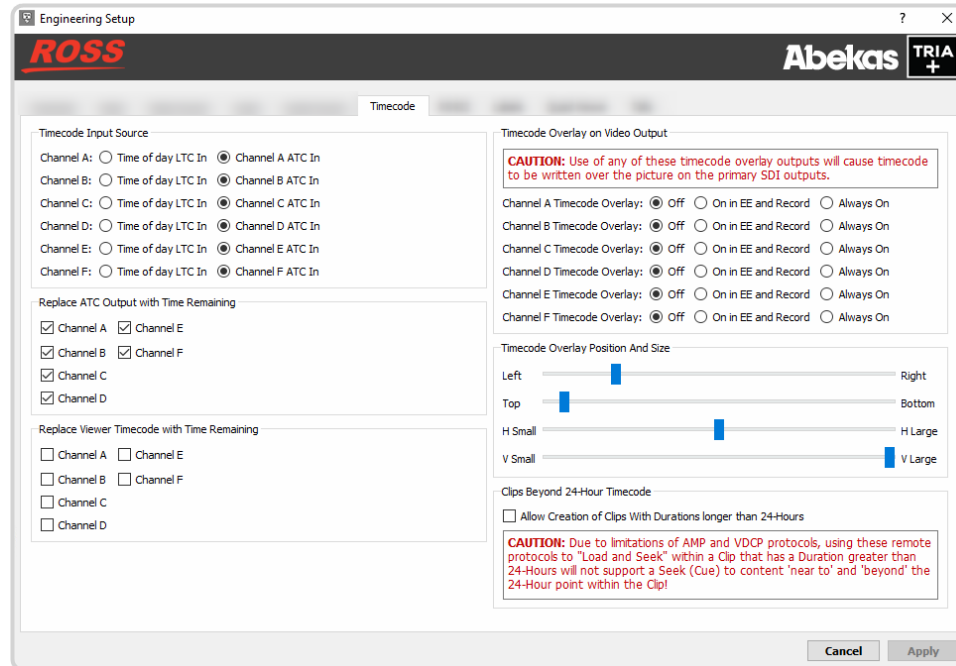 Engineering Setup
?
ROSS
Abekas
TRIA
+
Timecode
Timecode Input Source
Channel A: Time of day LTC In Channel A ATC In
Channel B: Time of day LTC In Channel B ATC In
Channel C: Time of day LTC In Channel C ATC In
Channel D: Time of day LTC In Channel D ATC In
Channel E: Time of day LTC In Channel E ATC In
Channel F: Time of day LTC In Channel F ATC In
Replace ATC Output with Time Remaining
Channel A Channel E
Channel B Channel F
Channel C
Channel D
Replace Viewer Timecode with Time Remaining
Channel A Channel E
Channel B Channel F
Channel C
Channel D
Timecode Overlay on Video Output
CAUTION: Use of any of these timecode overlay outputs will cause timecode
to be written over the picture on the primary SDI outputs.
Channel A Timecode Overlay: Off On in EE and Record Always On
Channel B Timecode Overlay: Off On in EE and Record Always On
Channel C Timecode Overlay: Off On in EE and Record Always On
Channel D Timecode Overlay: Off On in EE and Record Always On
Channel E Timecode Overlay: Off On in EE and Record Always On
Channel F Timecode Overlay: Off On in EE and Record Always On
Timecode Overlay Position And Size
Left Right
Top Bottom
H Small H Large
V Small V Large
Clips Beyond 24-Hour Timecode
Allow Creation of Clips With Durations longer than 24-Hours
CAUTION: Due to limitations of AMP and VDCP protocols, using these remote
protocols to "Load and Seek" within a Clip that has a Duration greater than
24-Hours will not support a Seek (Cue) to content 'near to' and 'beyond' the
24-Hour point within the Clip!
Cancel Apply